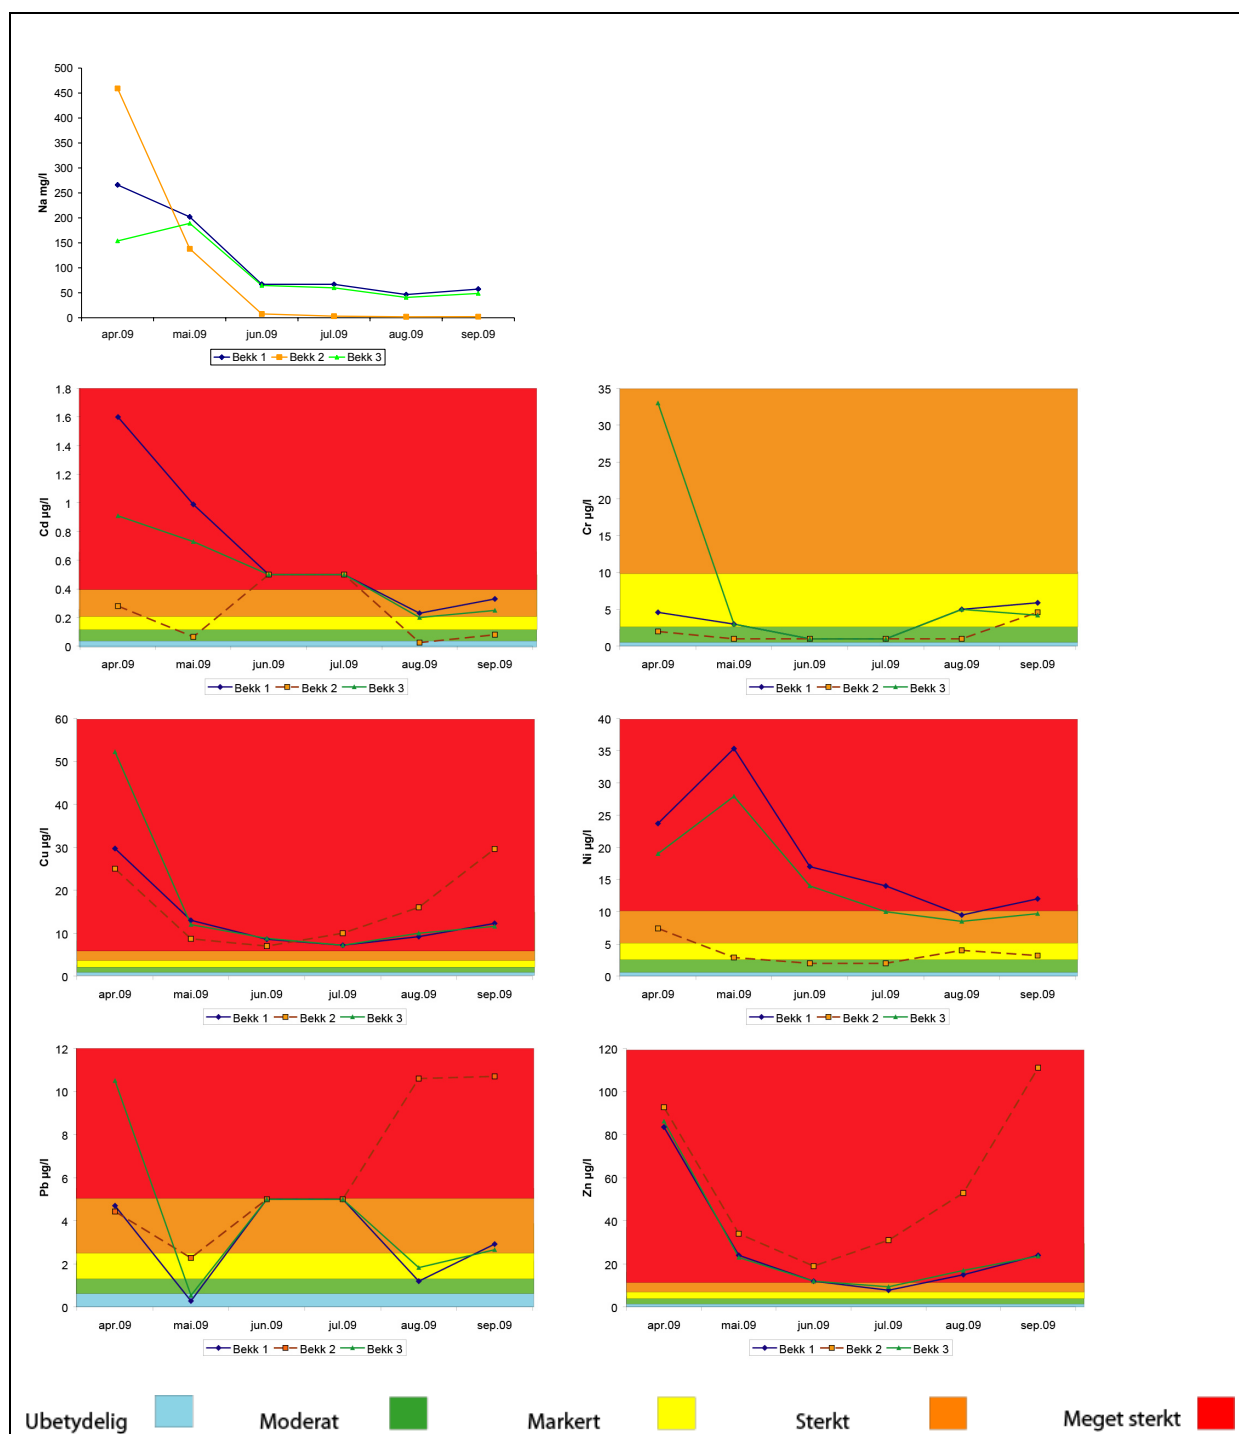 500
450
400
350
300
250
200
150
100
50
0
Na mg/l
apr.09 mai.09 jun.09 jul.09 aug.09 sep.09
Bekk 1 Bekk 2 Bekk 3
1.8
1.6
1.4
1.2
1
0.8
0.6
0.4
0.2
0
Cd µg/l
apr.09 mai.09 jun.09 jul.09 aug.09 sep.09
Bekk 1 Bekk 2 Bekk 3
35
30
25
20
15
10
5
0
Cr µg/l
apr.09 mai.09 jun.09 jul.09 aug.09 sep.09
Bekk 1 Bekk 2 Bekk 3
60
50
40
30
20
10
0
Cu µg/l
apr.09 mai.09 jun.09 jul.09 aug.09 sep.09
Bekk 1 Bekk 2 Bekk 3
40
35
30
25
20
15
10
5
0
Ni µg/l
apr.09 mai.09 jun.09 jul.09 aug.09 sep.09
Bekk 1 Bekk 2 Bekk 3
12
10
8
6
4
2
0
Pb µg/l
apr.09 mai.09 jun.09 jul.09 aug.09 sep.09
Bekk 1 Bekk 2 Bekk 3
120
100
80
60
40
20
0
Zn µg/l
apr.09 mai.09 jun.09 jul.09 aug.09 sep.09
Bekk 1 Bekk 2 Bekk 3
Ubetydelig Moderat Markert Sterkt Meget sterkt